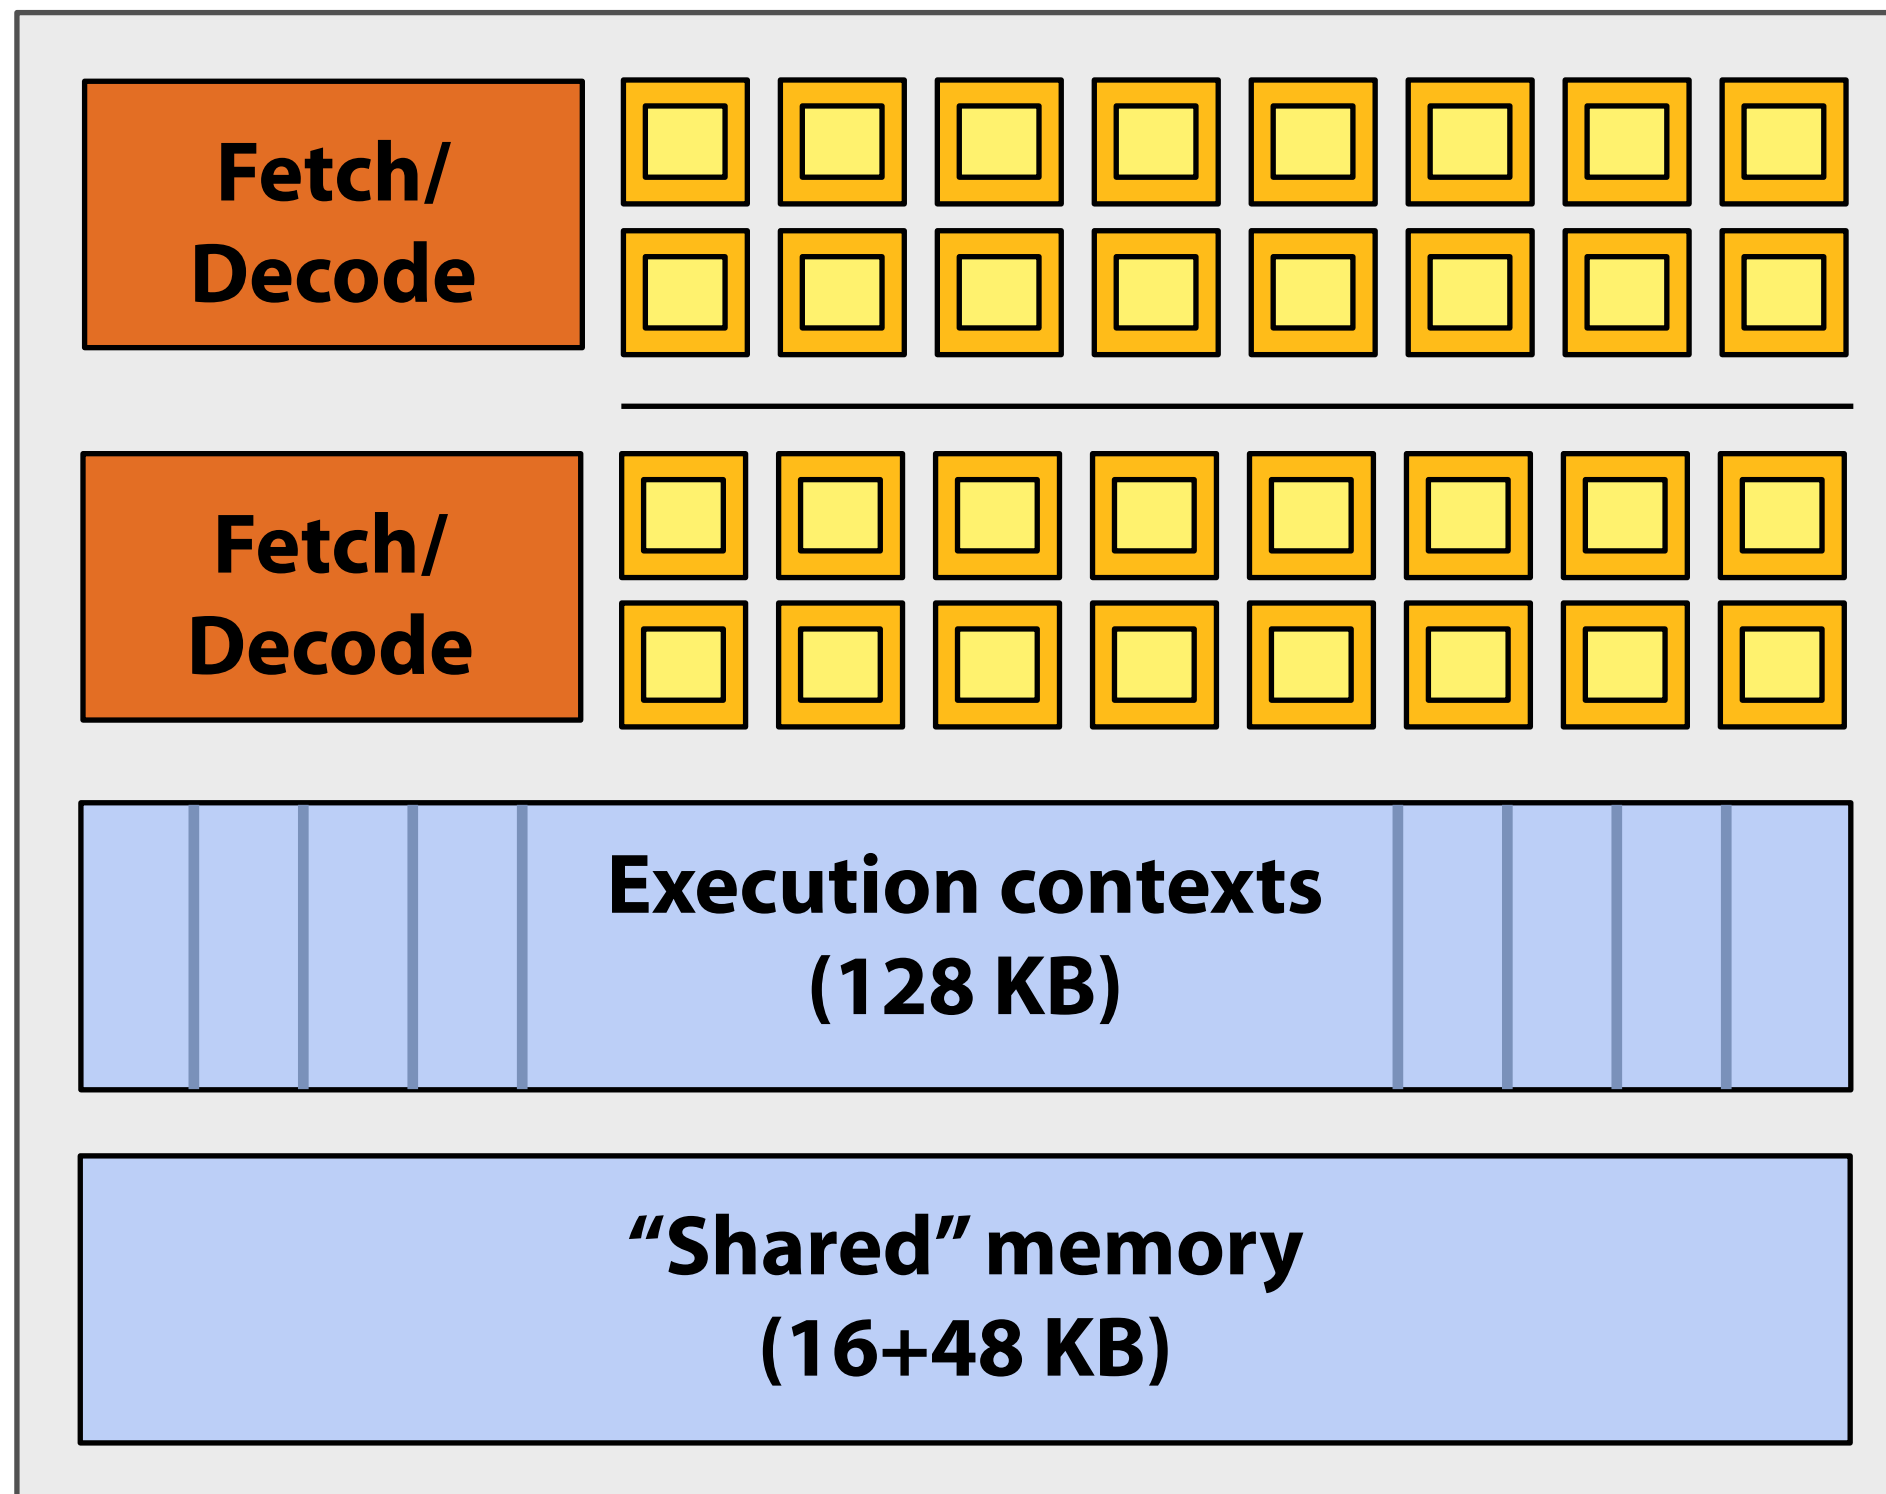 Fetch/
Decode
Fetch/
Decode
Execution contexts
(128 KB)
“Shared” memory
(16+48 KB)